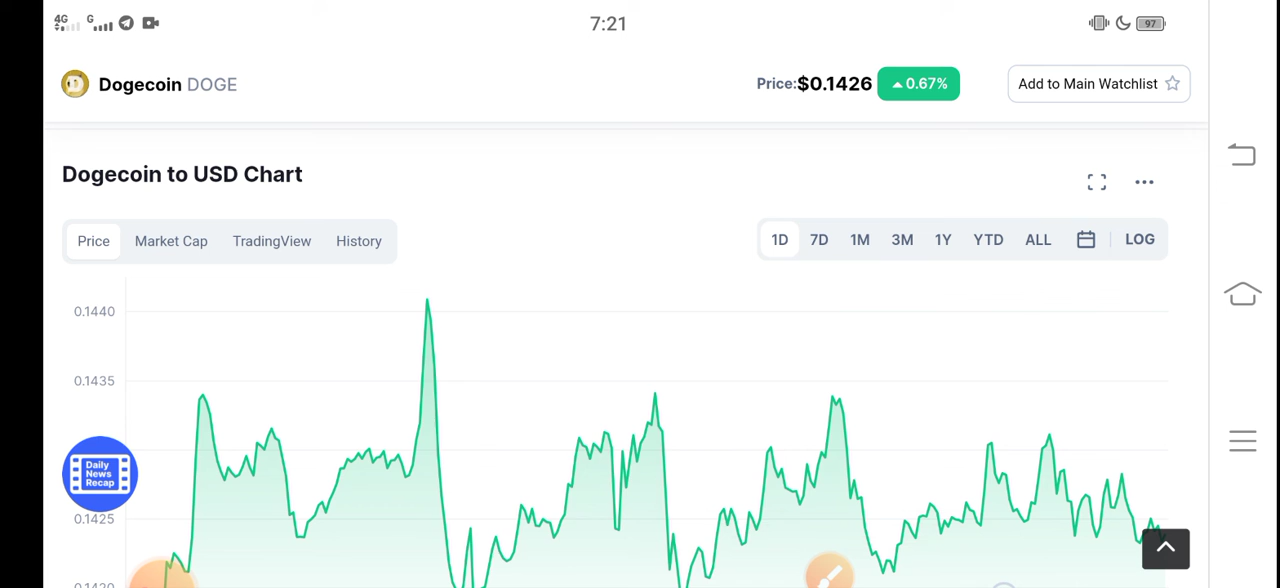 4G G 7:21 97
Dogecoin DOGE Price:$0.1426 0.67% Add to Main Watchlist
Dogecoin to USD Chart
Price Market Cap TradingView History 1D 7D 1M 3M 1Y YTD ALL LOG
0.1440
0.1435
Daily
News
Recap
0.1425
0.1420